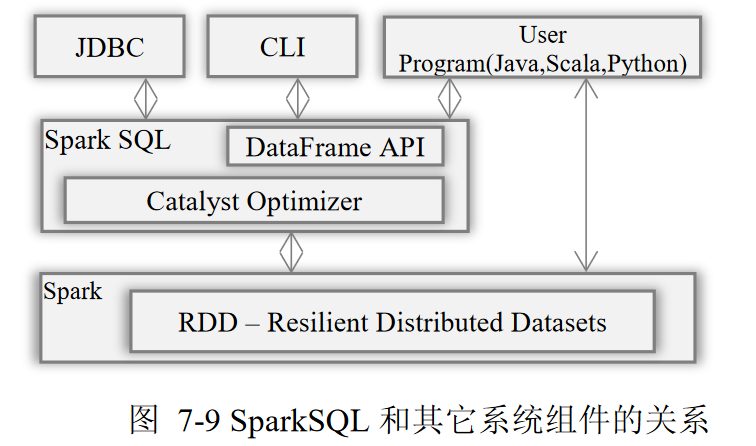 JDBC
CLI
User
Program(Java,Scala,Python)
Spark SQL
DataFrame API
Catalyst Optimizer
Spark
RDD – Resilient Distributed Datasets
图 7-9 SparkSQL 和其它系统组件的关系